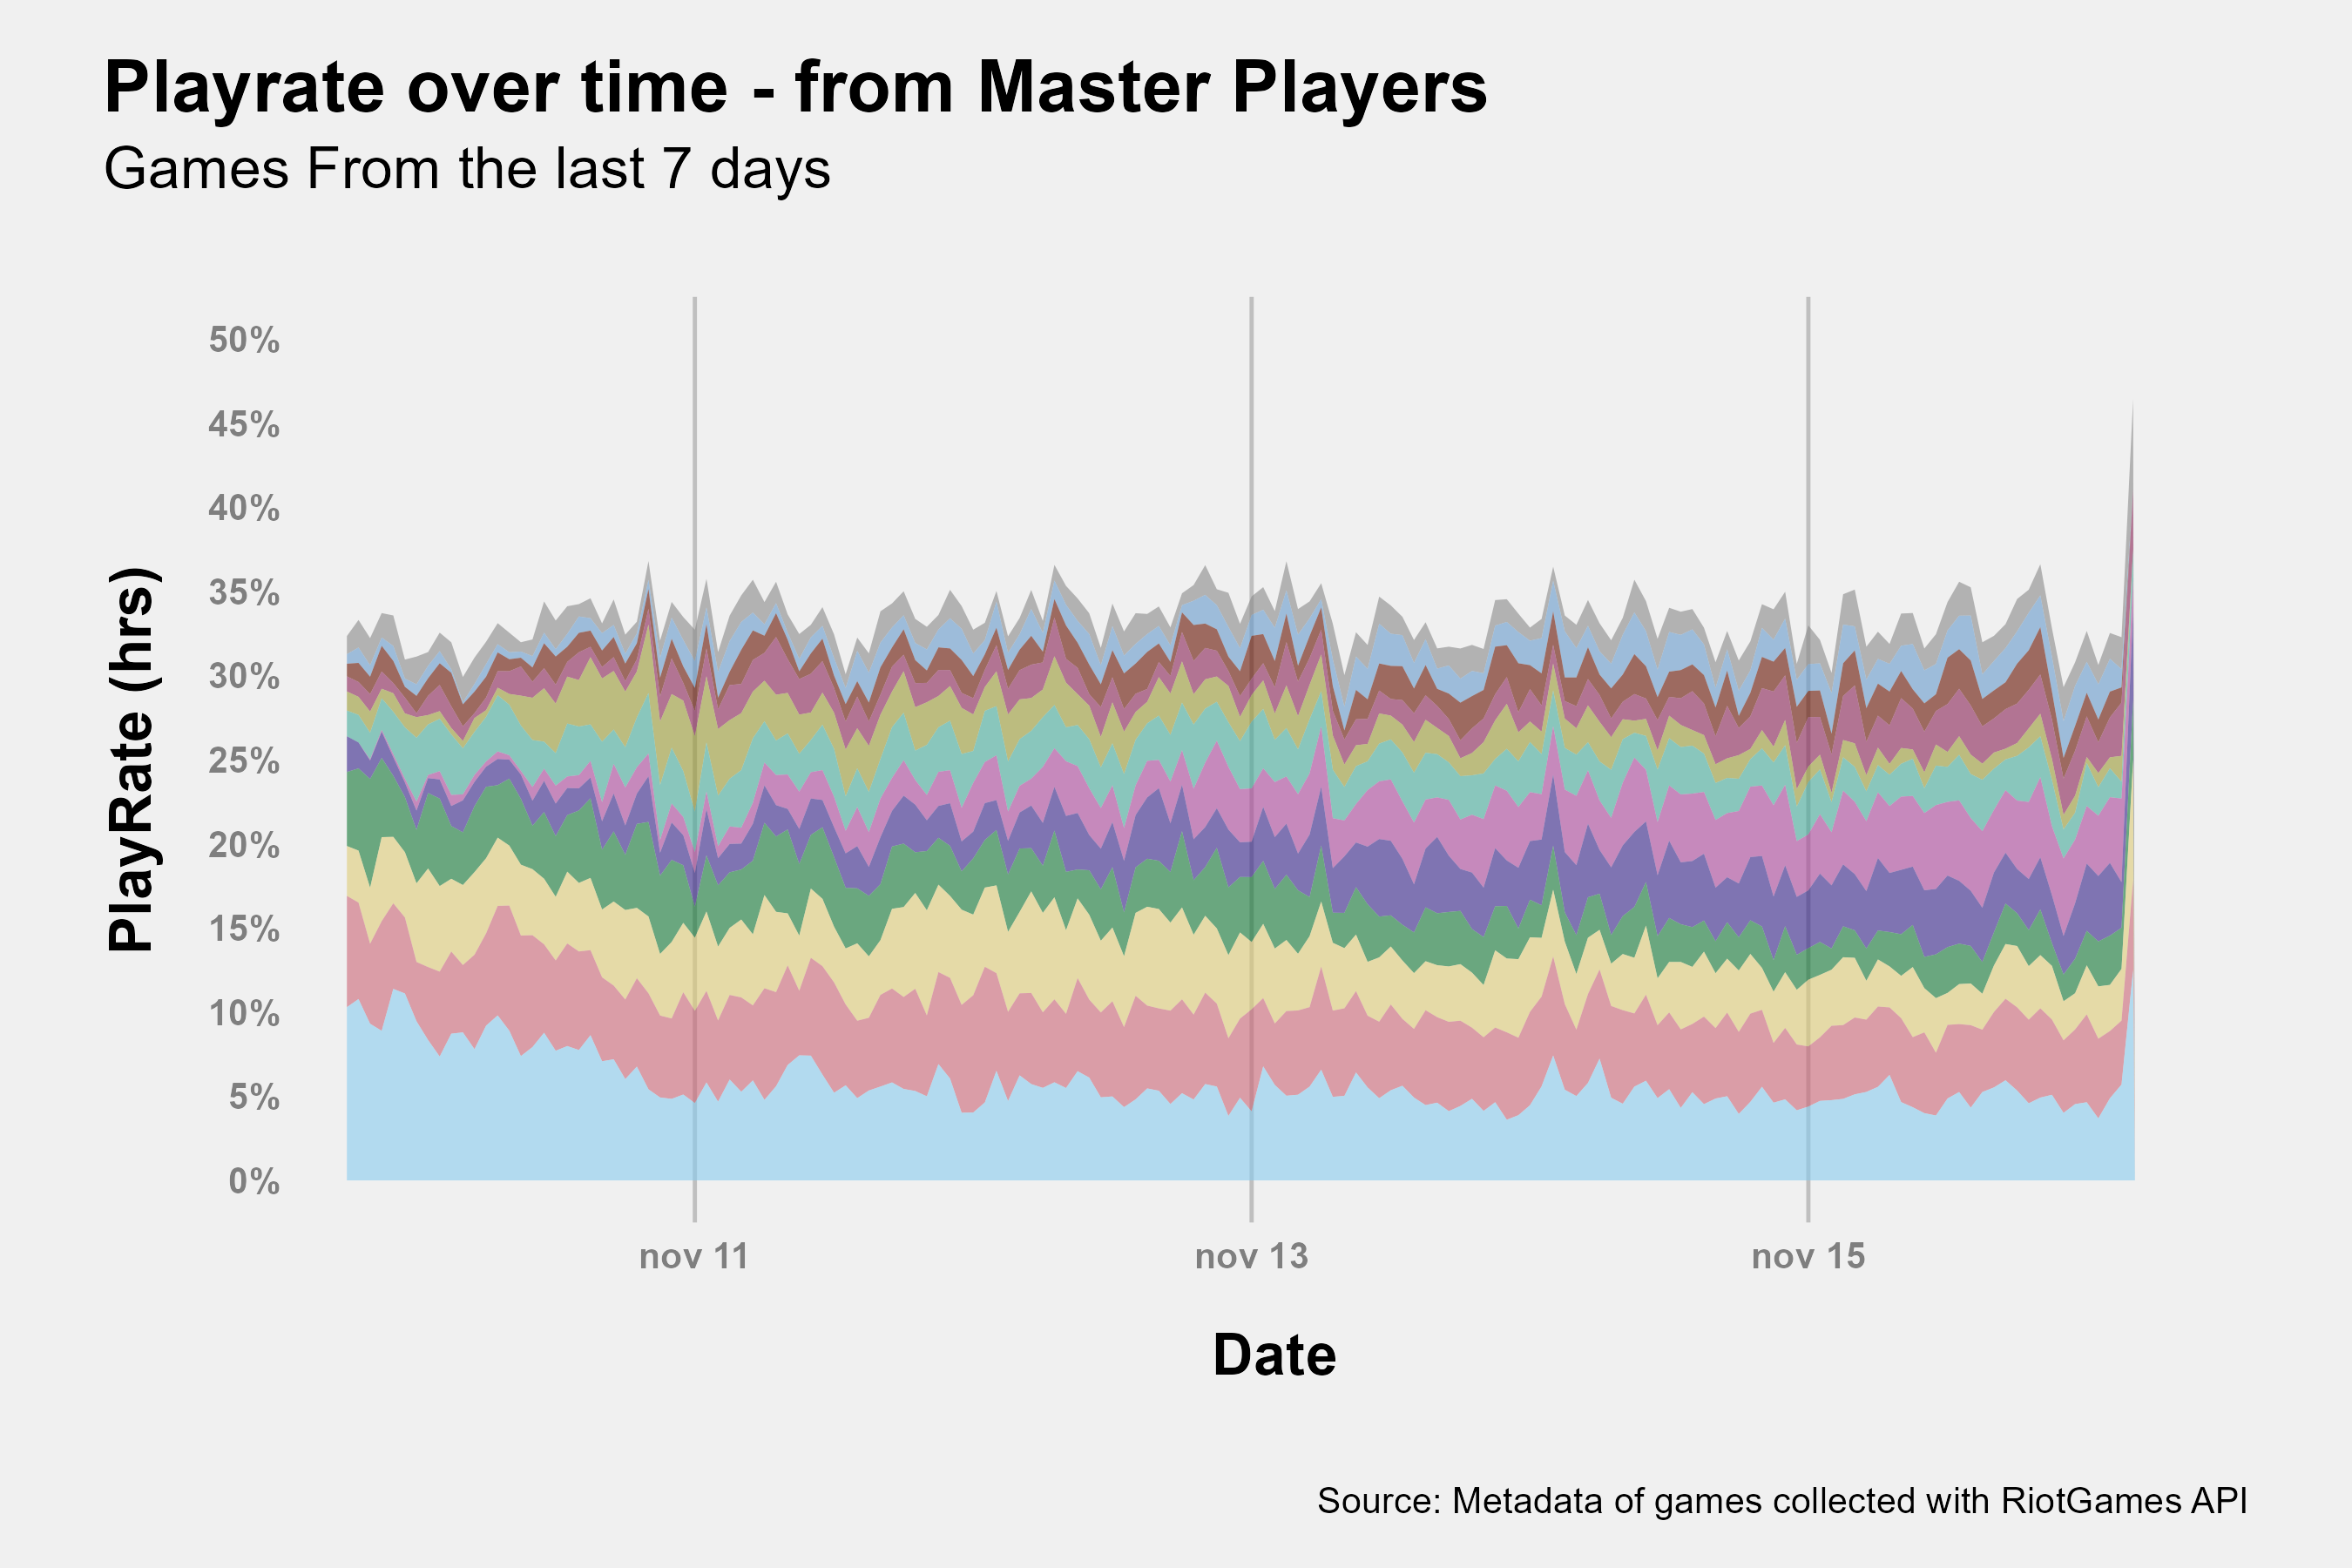 Playrate over time - from Master Players
Games From the last 7 days
50%
45%
40%
35%
30%
25%
20%
15%
10%
5%
0%
PlayRate (hrs)
nov 11
nov 13
nov 15
Date
Source: Metadata of games collected with RiotGames API